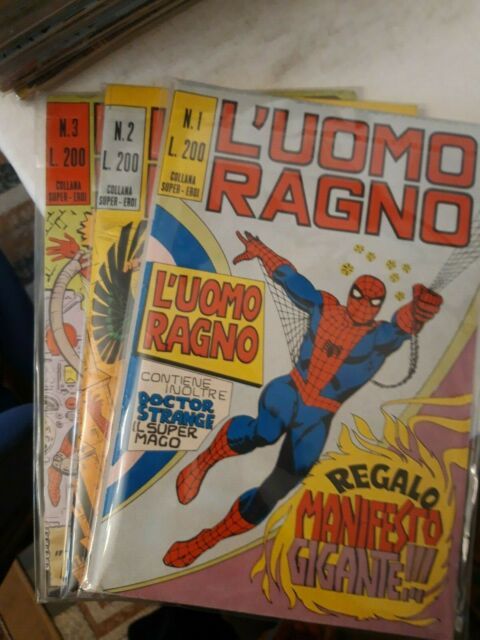 N.3
L. 200
COLLANA
SUPER-EROI
N.2
L. 200
COLLANA
SUPER-EROI
N.1
L. 200
COLLANA
SUPER-EROI
L'UOMO
RAGNO
L'UOMO
RAGNO
CONTIENE
INOLTRE
DOCTOR
STRANGE
IL SUPER
MAGO
REGALO
MANIFESTO
GIGANTE!!!